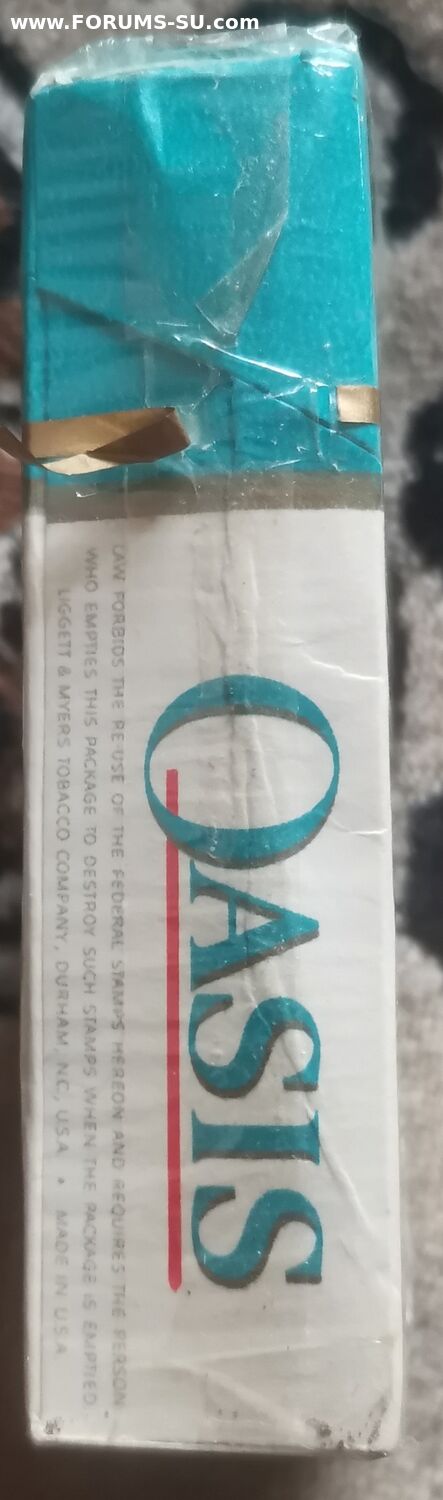 www.FORUMS-SU.com
OASIS
LAW FORBIDS THE RE-USE OF THE FEDERAL STAMPS HEREON AND REQUIRES THE PERSON
WHO EMPTIES THIS PACKAGE TO DESTROY SUCH STAMPS WHEN THE PACKAGE IS EMPTIED.
LIGGETT & MYERS TOBACCO COMPANY, DURHAM, N.C., U.S.A. • MADE IN U.S.A.